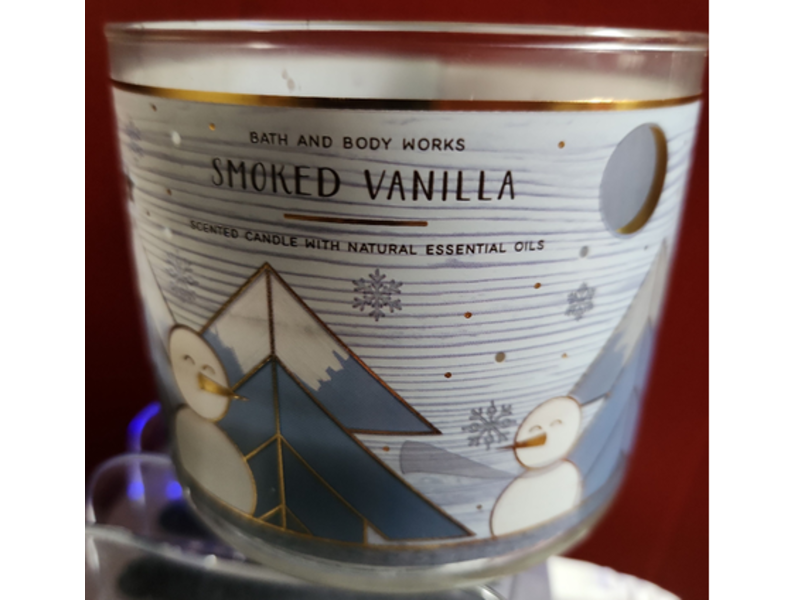 BATH AND BODY WORKS
SMOKED VANILLA
SCENTED CANDLE WITH NATURAL ESSENTIAL OILS